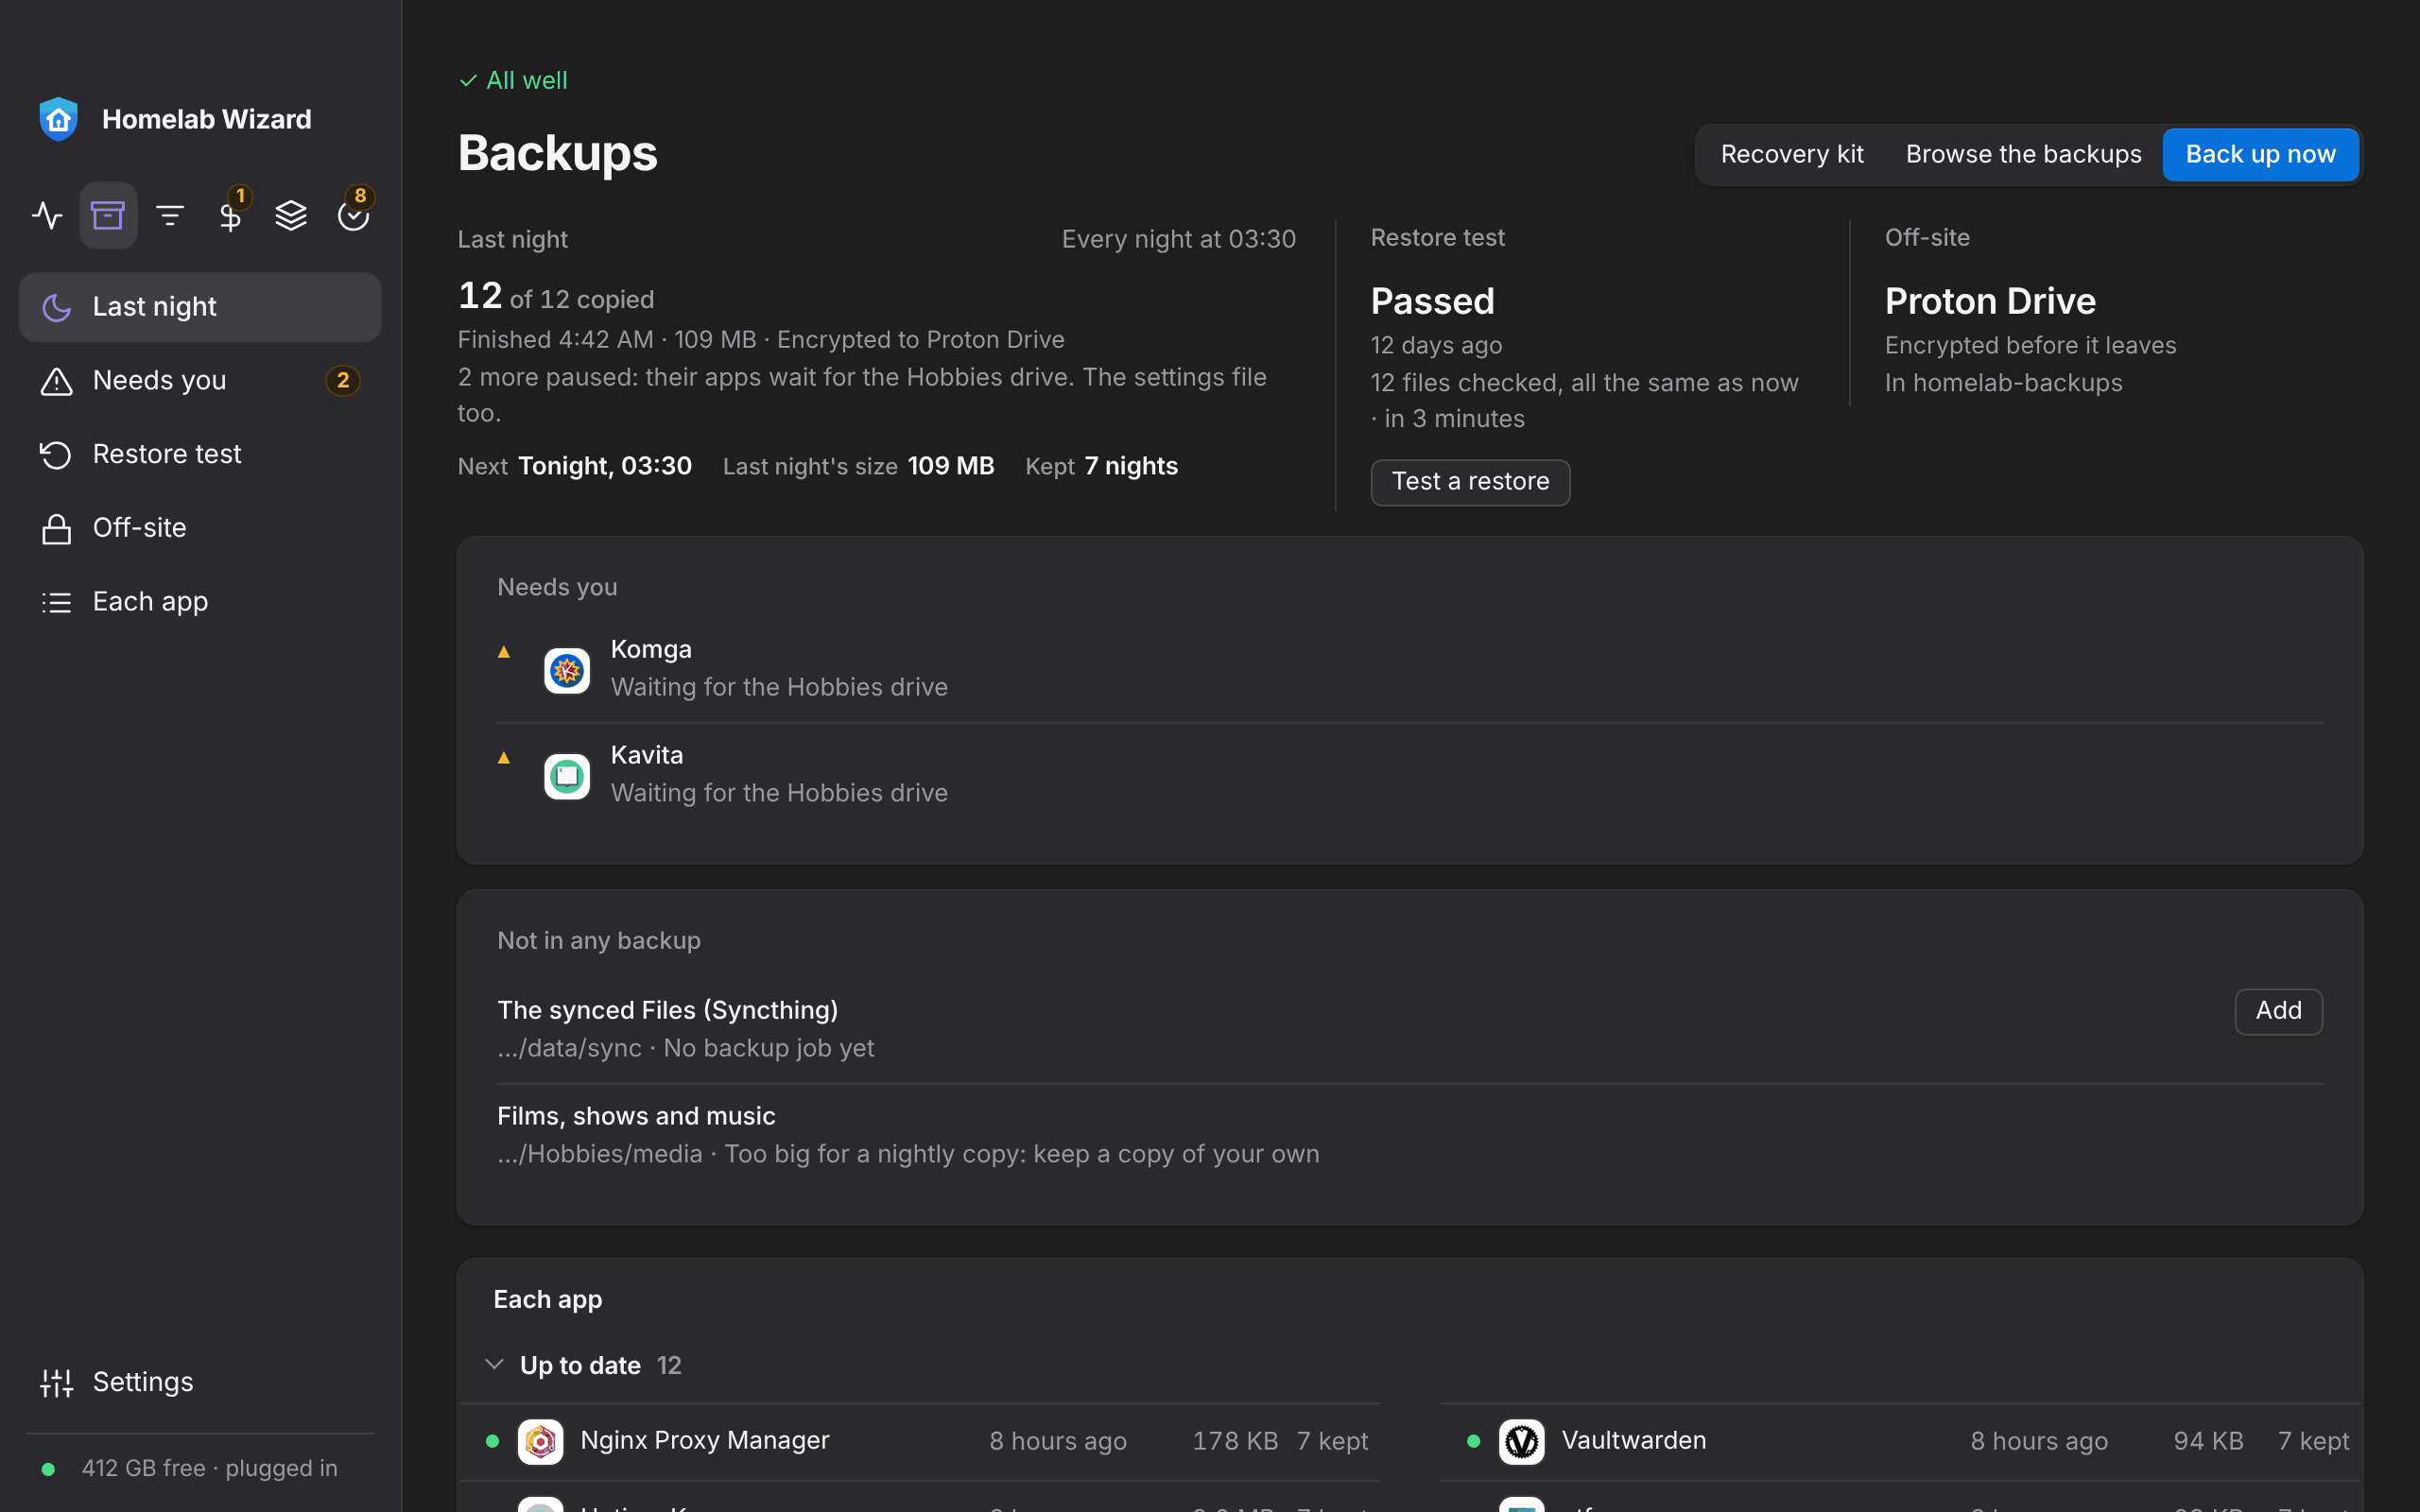 Homelab Wizard
1
8
Last night
Needs you
2
Restore test
Off-site
Each app
Settings
412 GB free · plugged in
All well
Backups
Recovery kit
Browse the backups
Back up now
Last night
Every night at 03:30
12 of 12 copied
Finished 4:42 AM · 109 MB · Encrypted to Proton Drive
2 more paused: their apps wait for the Hobbies drive. The settings file
too.
Next Tonight, 03:30 Last night's size 109 MB Kept 7 nights
Restore test
Passed
12 days ago
12 files checked, all the same as now
· in 3 minutes
Test a restore
Off-site
Proton Drive
Encrypted before it leaves
In homelab-backups
Needs you
Komga
Waiting for the Hobbies drive
Kavita
Waiting for the Hobbies drive
Not in any backup
The synced Files (Syncthing)
.../data/sync · No backup job yet
Add
Films, shows and music
.../Hobbies/media · Too big for a nightly copy: keep a copy of your own
Each app
Up to date 12
Nginx Proxy Manager 8 hours ago 178 KB 7 kept
Vaultwarden 8 hours ago 94 KB 7 kept